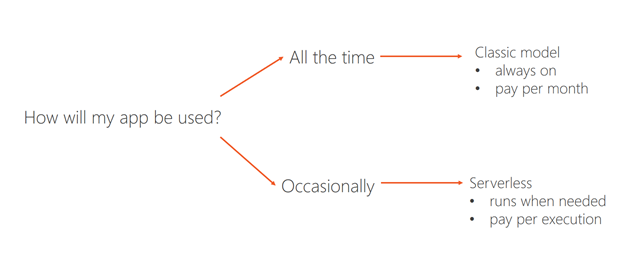 How will my app be used?
All the time
Classic model
• always on
• pay per month
Occasionally
Serverless
• runs when needed
• pay per execution